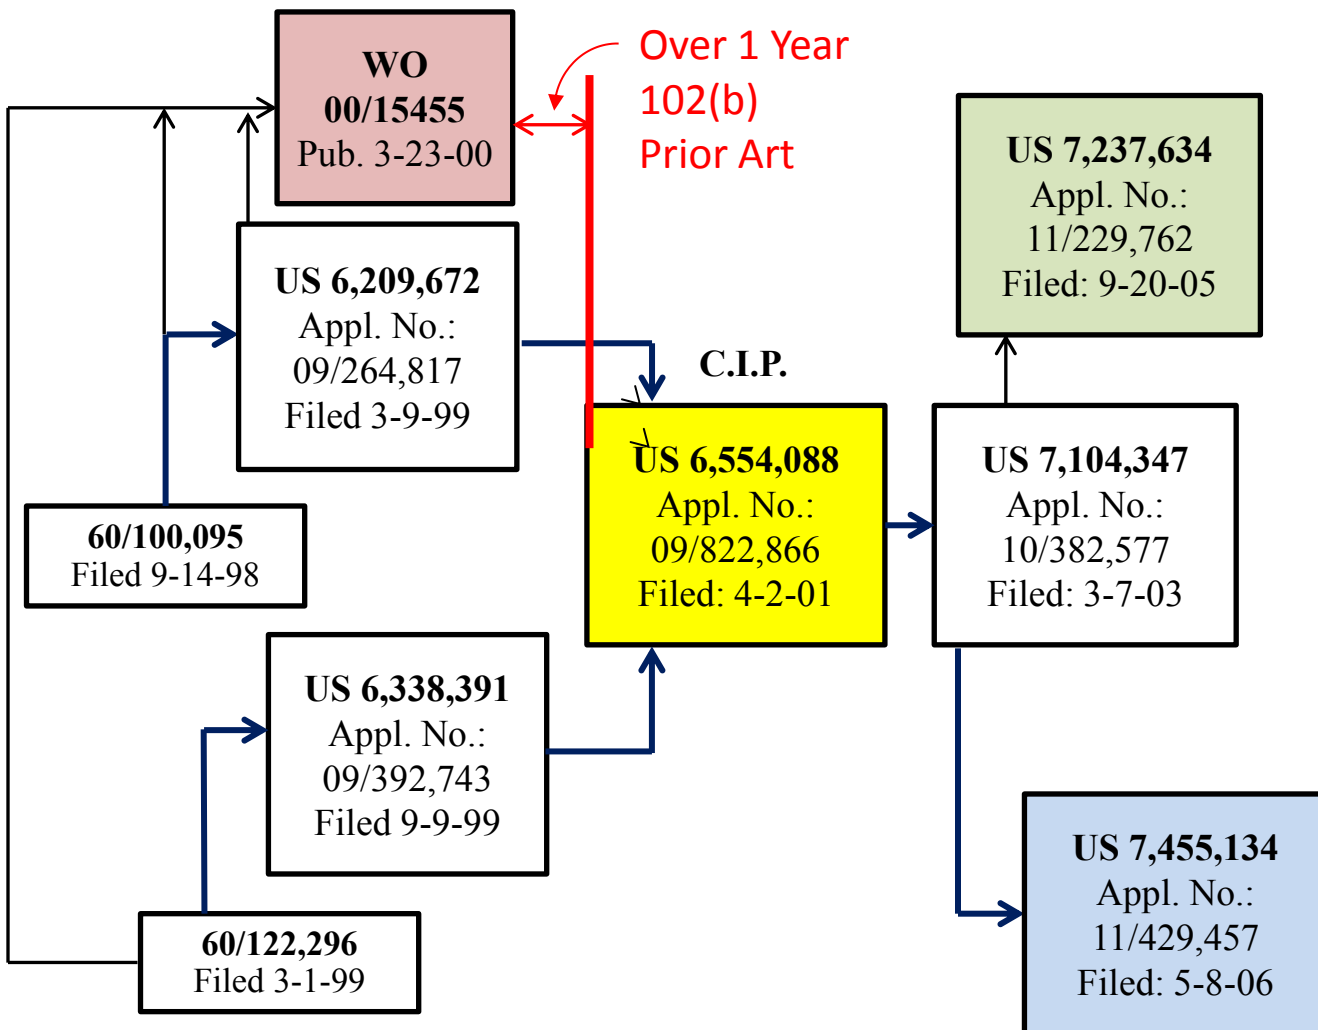 WO
00/15455
Pub. 3-23-00
Over 1 Year
102(b)
Prior Art
US 7,237,634
Appl. No.:
11/229,762
Filed: 9-20-05
US 6,209,672
Appl. No.:
09/264,817
Filed 3-9-99
C.I.P.
US 6,554,088
Appl. No.:
09/822,866
Filed: 4-2-01
US 7,104,347
Appl. No.:
10/382,577
Filed: 3-7-03
60/100,095
Filed 9-14-98
US 6,338,391
Appl. No.:
09/392,743
Filed 9-9-99
US 7,455,134
Appl. No.:
11/429,457
Filed: 5-8-06
60/122,296
Filed 3-1-99